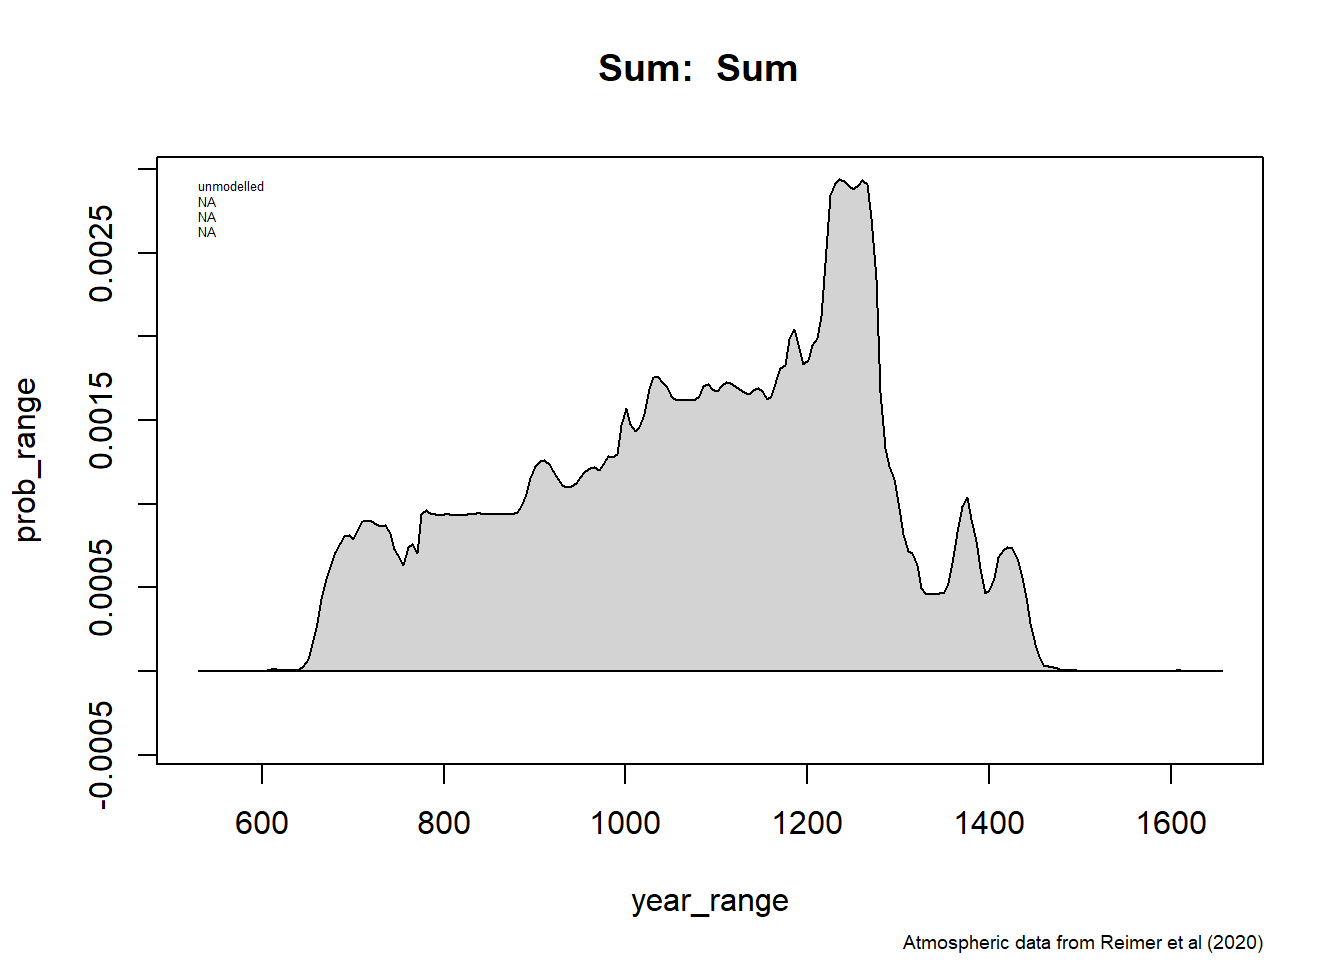 Sum: Sum
unmodelled
NA
NA
NA
prob_range
0.0025
0.0015
0.0005
-0.0005
600 800 1000 1200 1400 1600
year_range
Atmospheric data from Reimer et al (2020)